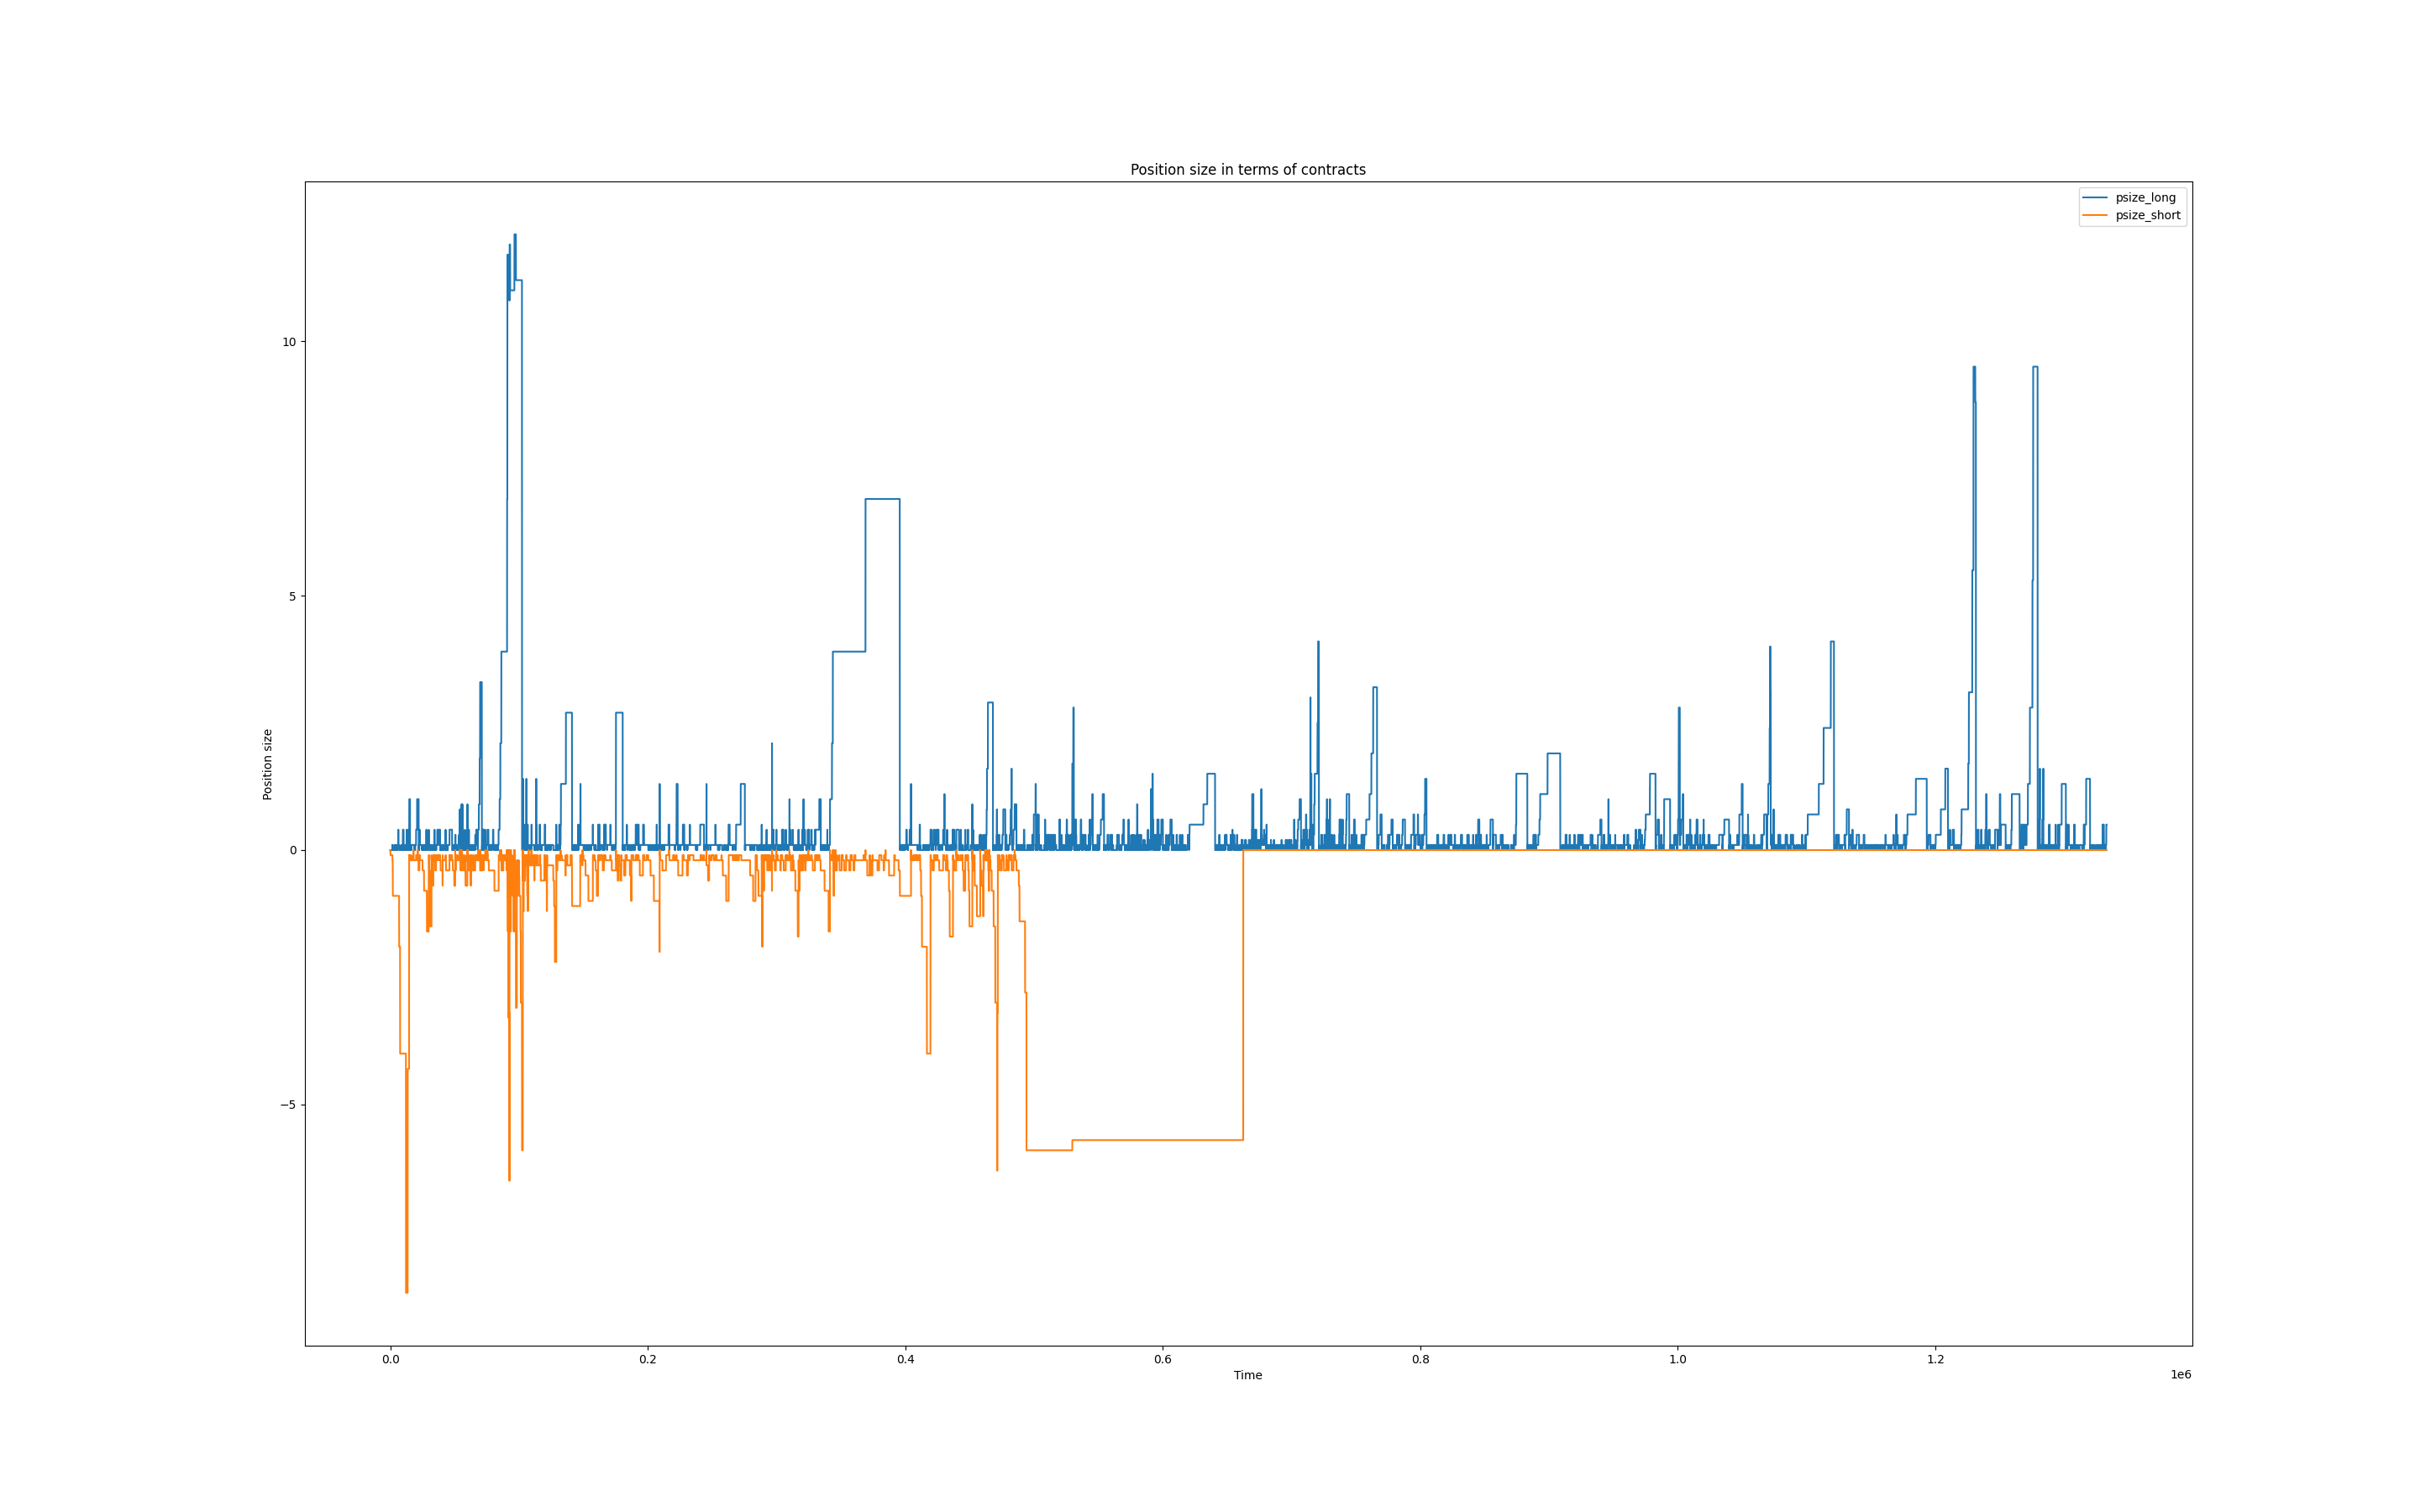 Position size in terms of contracts
psize_long
psize_short
Position size
10
5
0
−5
0.0
0.2
0.4
0.6
0.8
1.0
1.2
1e6
Time